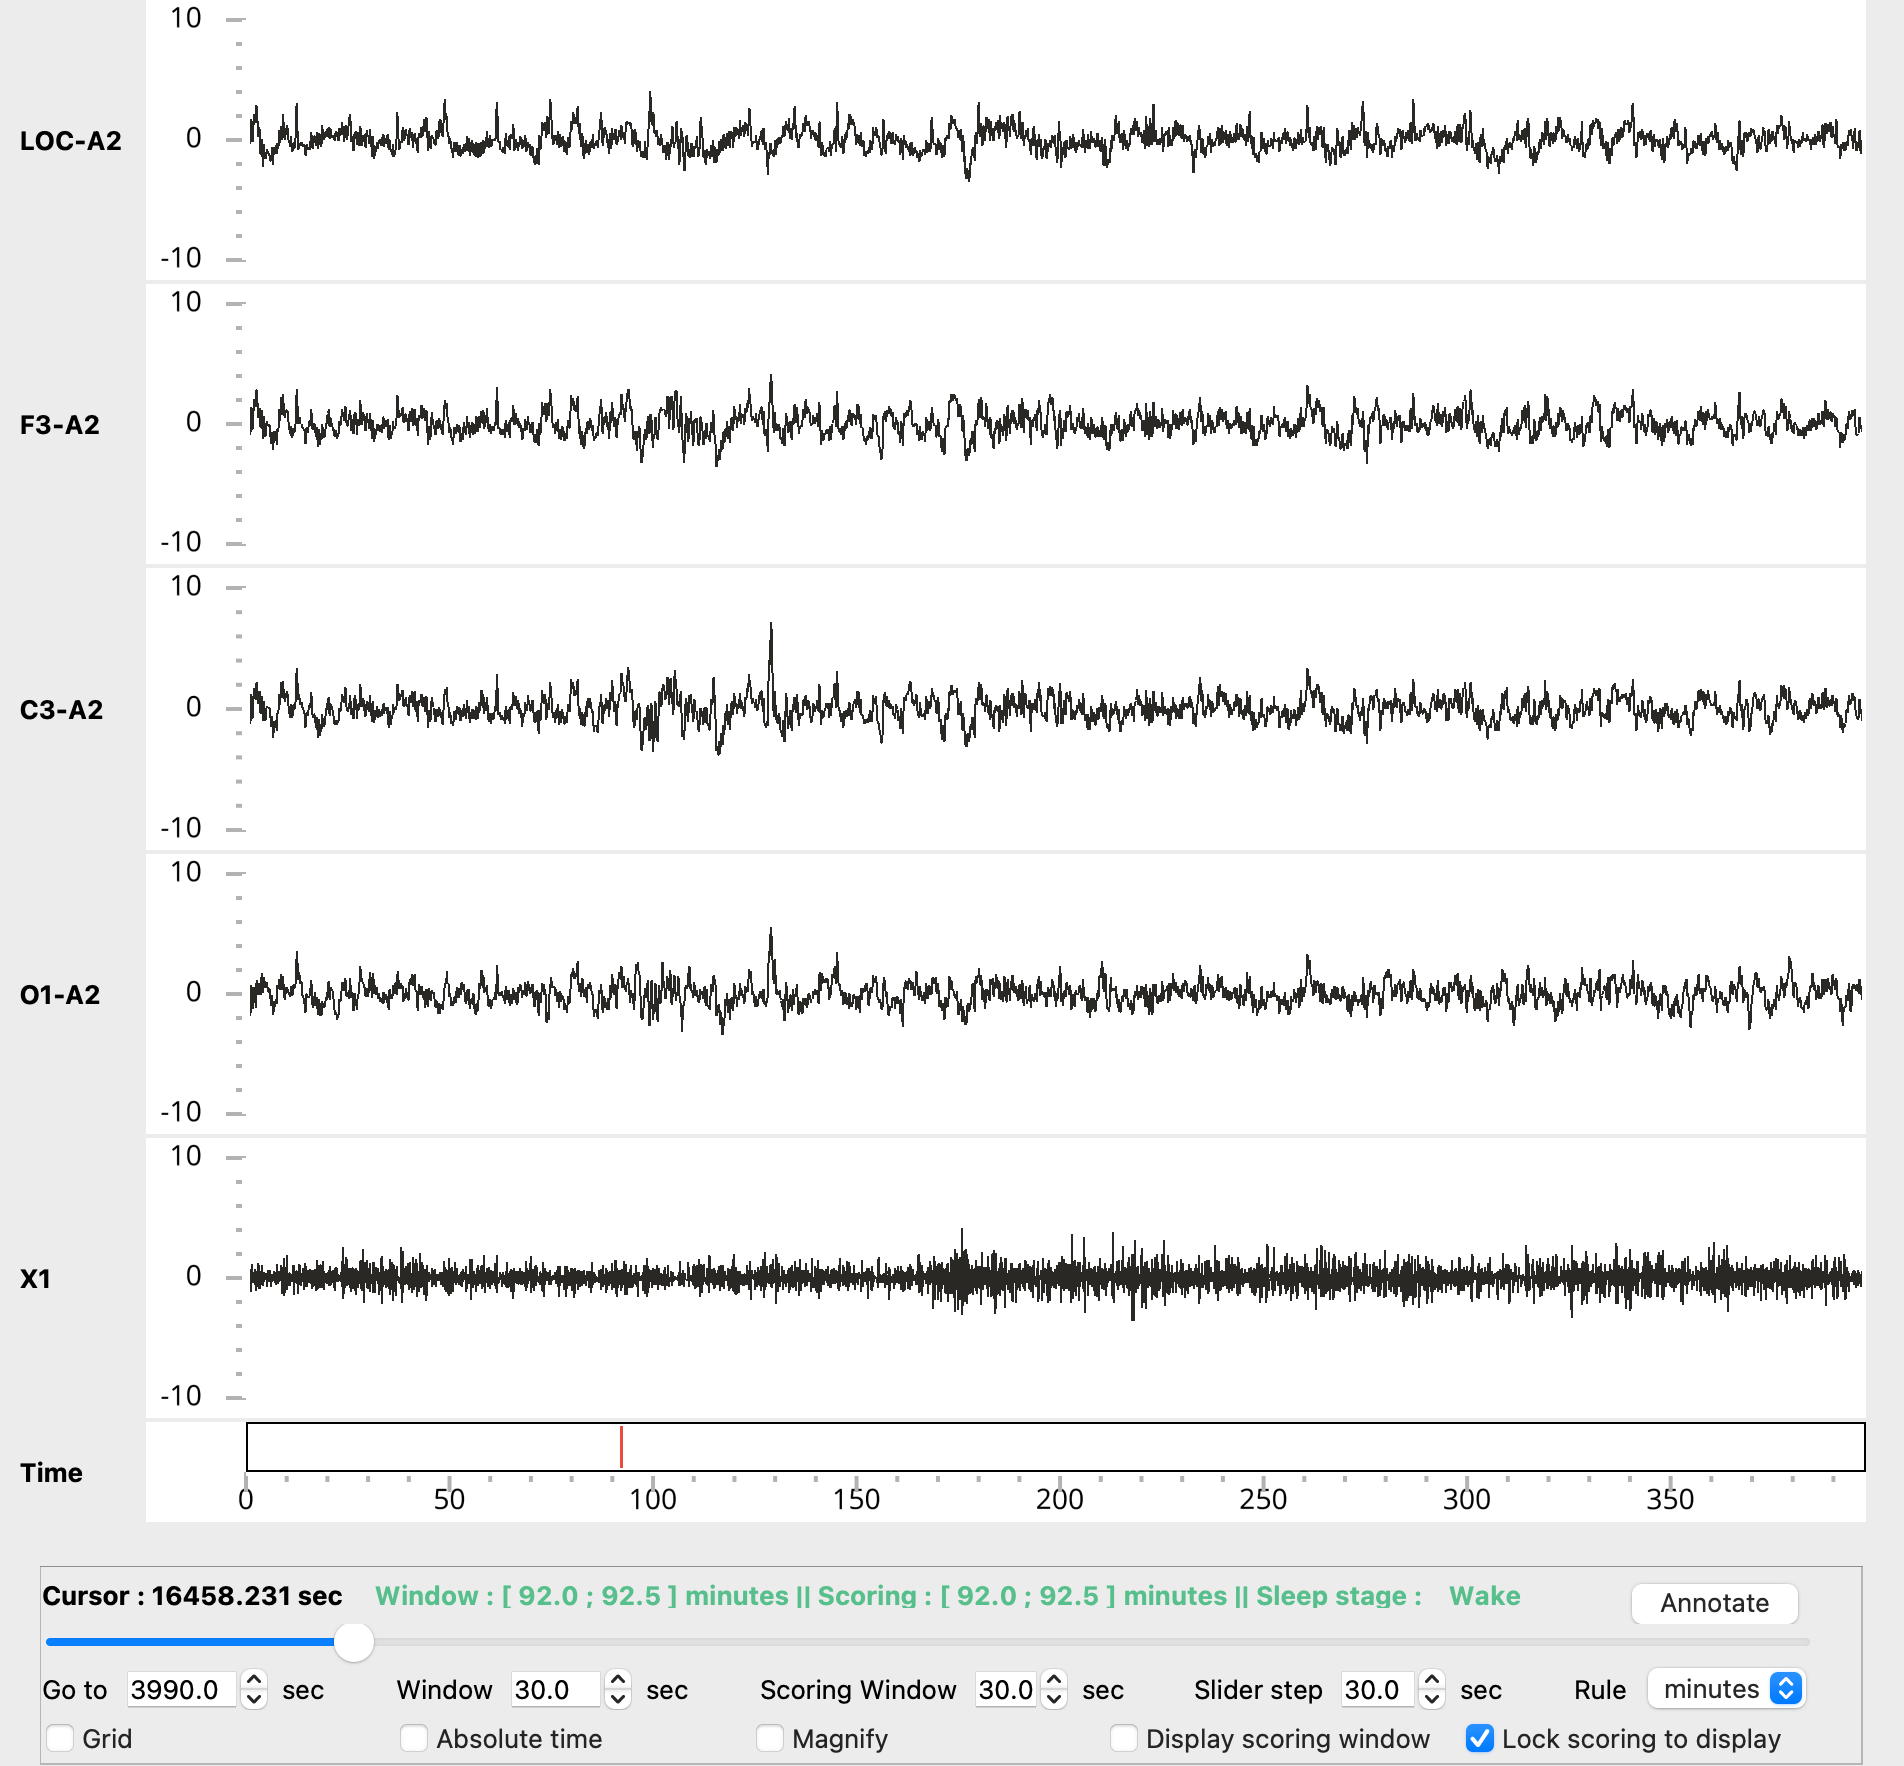 10
LOC-A2
0
-10
10
F3-A2
0
-10
10
C3-A2
0
-10
10
O1-A2
0
-10
10
X1
0
-10
Time
0 50 100 150 200 250 300 350
Cursor : 16458.231 sec Window : [ 92.0 ; 92.5 ] minutes || Scoring : [ 92.0 ; 92.5 ] minutes || Sleep stage : Wake Annotate
Go to 3990.0 sec Window 30.0 sec Scoring Window 30.0 sec Slider step 30.0 sec Rule minutes
Grid Absolute time Magnify Display scoring window Lock scoring to display